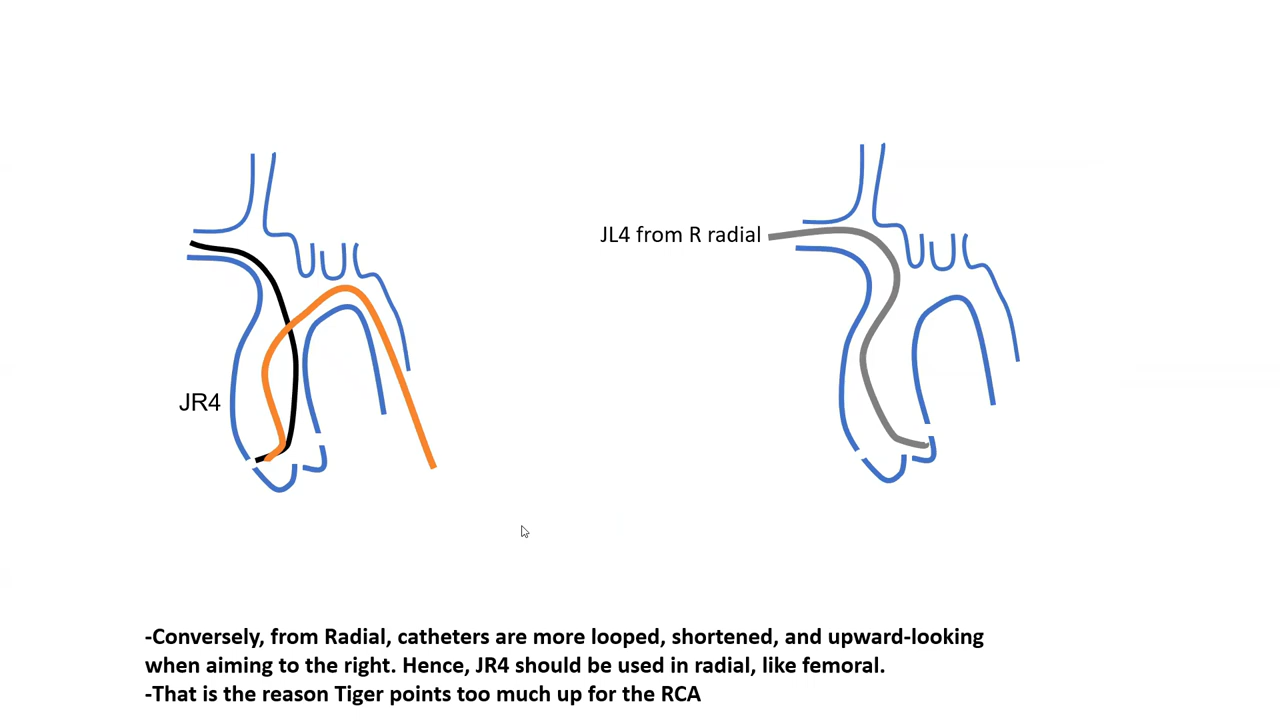 JL4 from R radial
JR4
-Conversely, from Radial, catheters are more looped, shortened, and upward-looking
when aiming to the right. Hence, JR4 should be used in radial, like femoral.
-That is the reason Tiger points too much up for the RCA